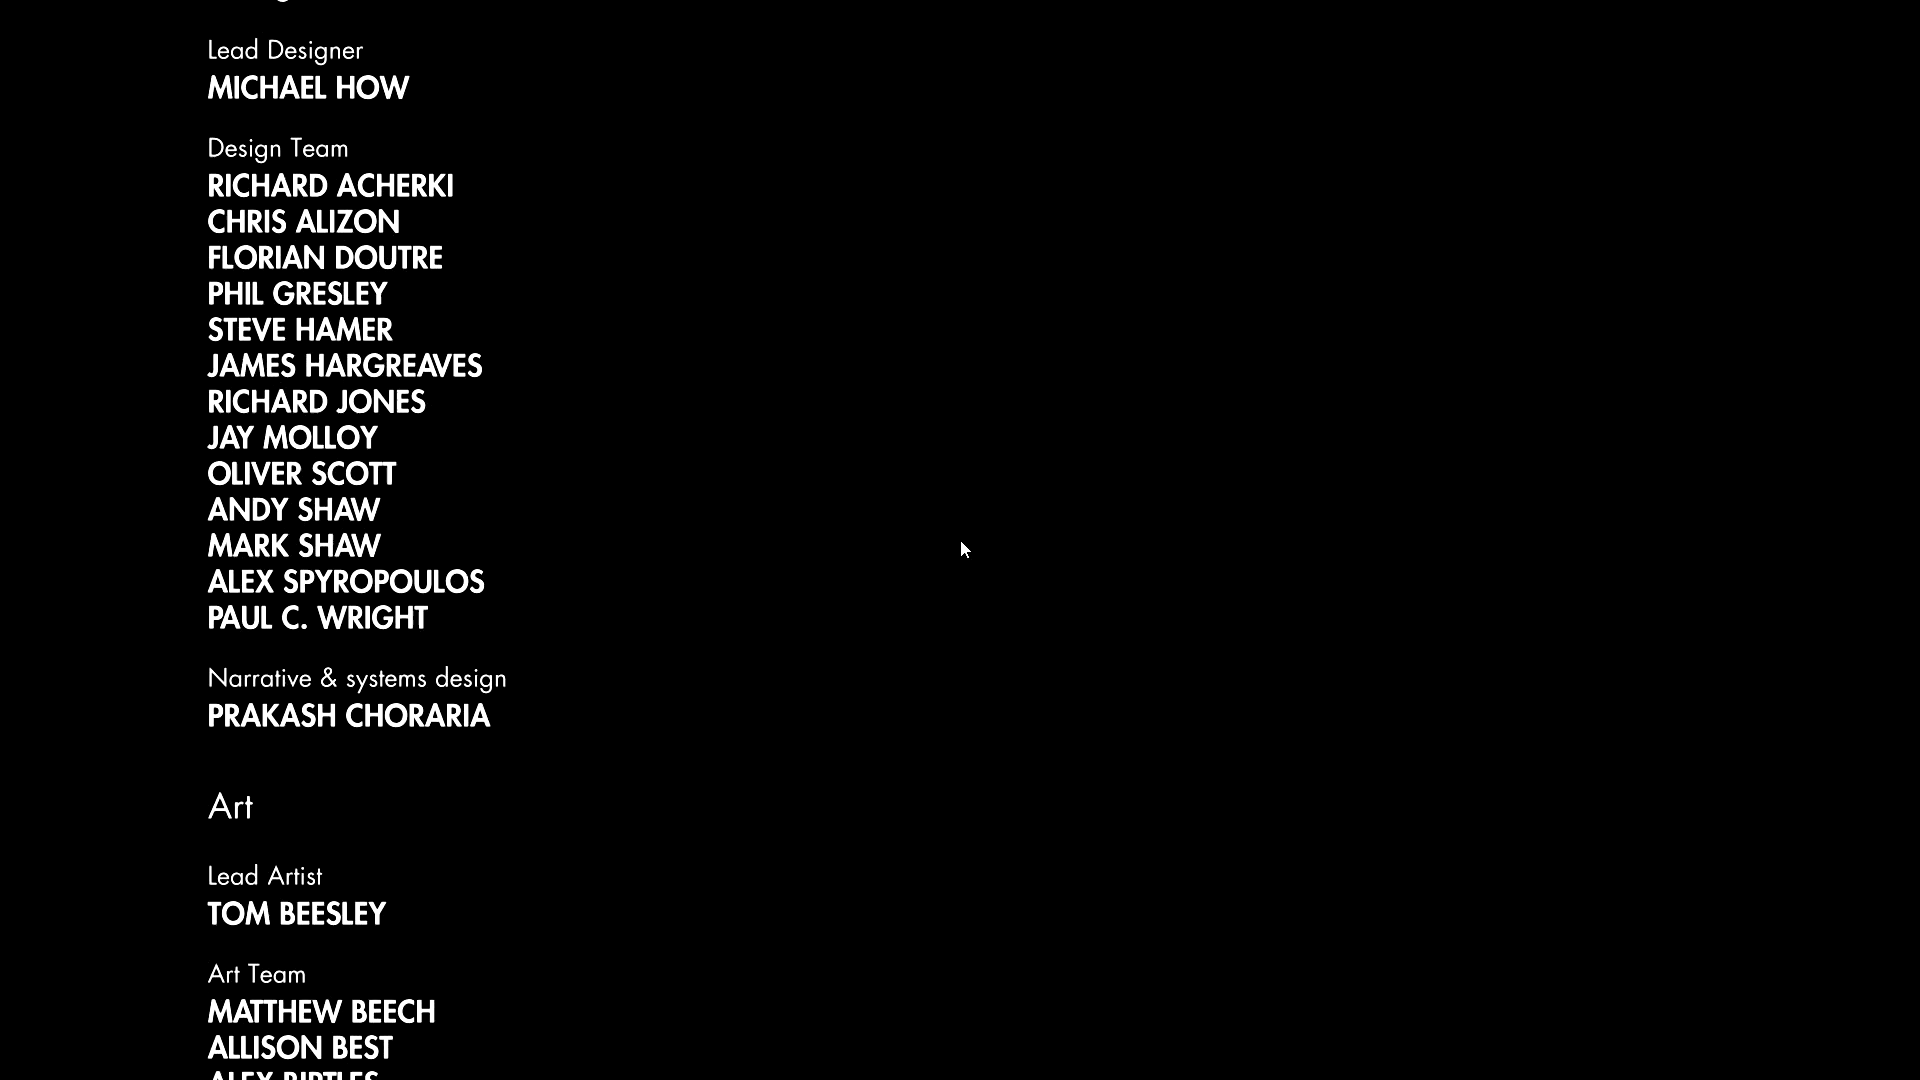 Lead Designer
MICHAEL HOW
Design Team
RICHARD ACHERKI
CHRIS ALIZON
FLORIAN DOUTRE
PHIL GRESLEY
STEVE HAMER
JAMES HARGREAVES
RICHARD JONES
JAY MOLLOY
OLIVER SCOTT
ANDY SHAW
MARK SHAW
ALEX SPYROPOULOS
PAUL C. WRIGHT
Narrative & systems design
PRAKASH CHORARIA
Art
Lead Artist
TOM BEESLEY
Art Team
MATTHEW BEECH
ALLISON BEST
ALEX BIRTLES